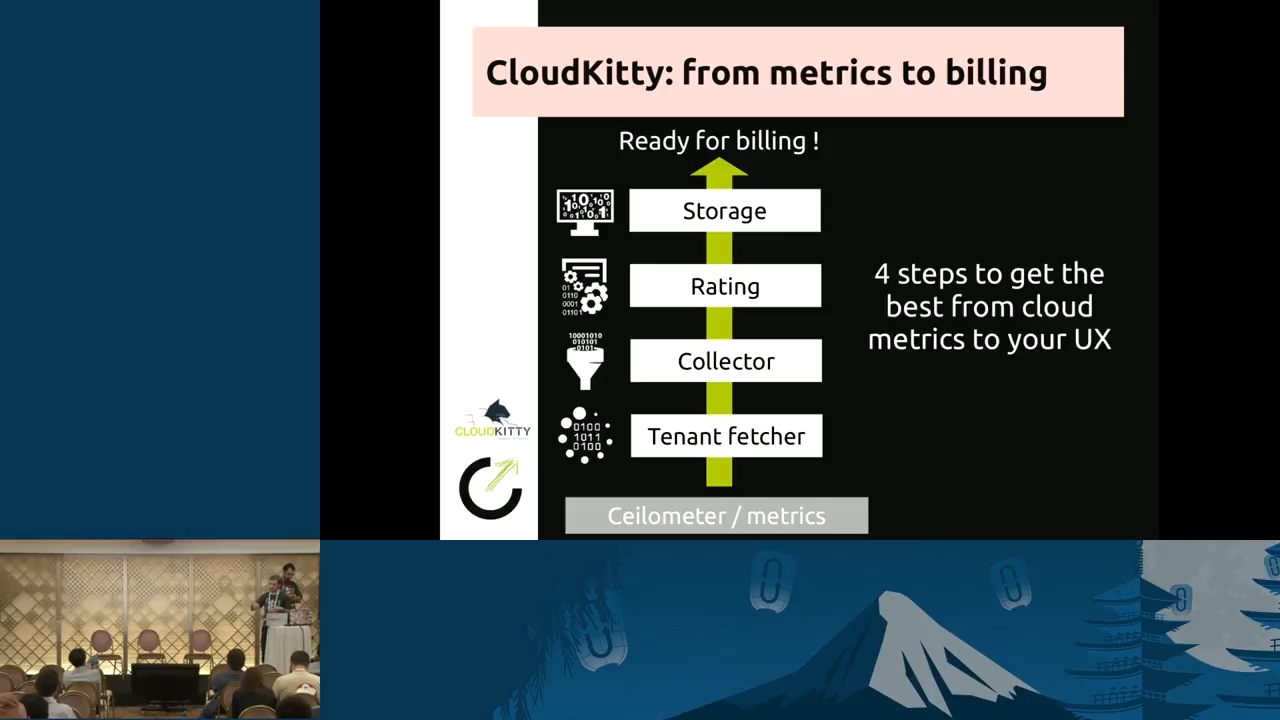 CloudKitty: from metrics to billing
Ready for billing !
Storage
Rating
Collector
Tenant fetcher
Ceilometer / metrics
4 steps to get the
best from cloud
metrics to your UX
CLOUDKITTY